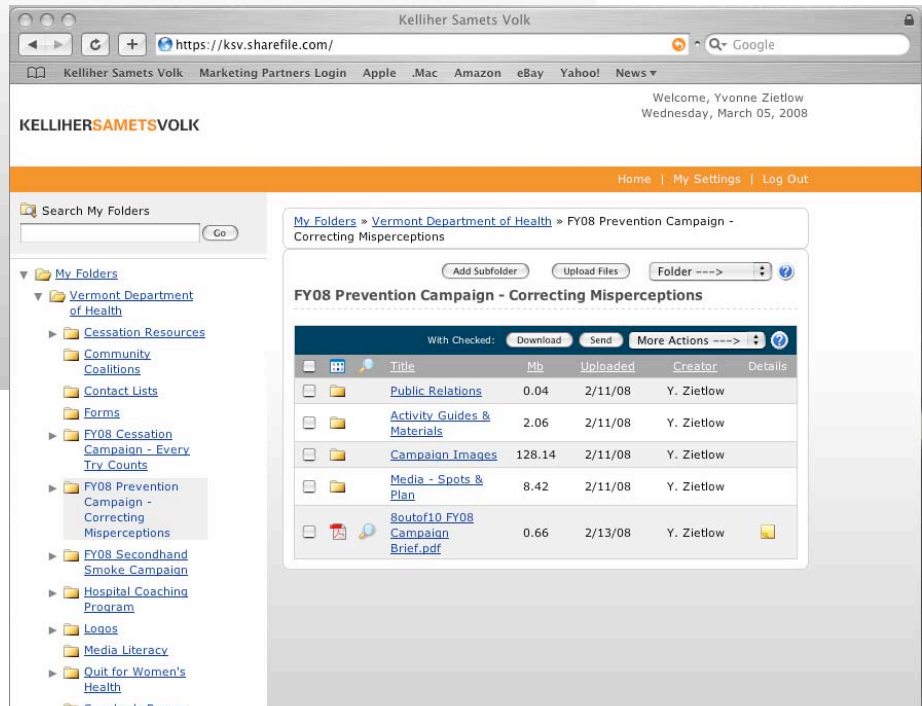 Kelliher Samets Volk
https://ksv.sharefile.com/
Google
Kelliher Samets Volk Marketing Partners Login Apple .Mac Amazon eBay Yahoo! News
Welcome, Yvonne Zietlow
Wednesday, March 05, 2008
KELLIHERSAMETSVOLK
Home | My Settings | Log Out
Search My Folders
Go
My Folders
Vermont Department
of Health
Cessation Resources
Community
Coalitions
Contact Lists
Forms
FY08 Cessation
Campaign - Every
Try Counts
FY08 Prevention
Campaign -
Correcting
Misperceptions
FY08 Secondhand
Smoke Campaign
Hospital Coaching
Program
Logos
Media Literacy
Quit for Women's
Health
My Folders » Vermont Department of Health » FY08 Prevention Campaign -
Correcting Misperceptions
Add Subfolder Upload Files Folder --->
FY08 Prevention Campaign - Correcting Misperceptions
With Checked: Download Send More Actions --->
Title Mb Uploaded Creator Details
Public Relations 0.04 2/11/08 Y. Zietlow
Activity Guides &
Materials 2.06 2/11/08 Y. Zietlow
Campaign Images 128.14 2/11/08 Y. Zietlow
Media - Spots &
Plan 8.42 2/11/08 Y. Zietlow
8outof10 FY08
Campaign 0.66 2/13/08 Y. Zietlow
Brief.pdf